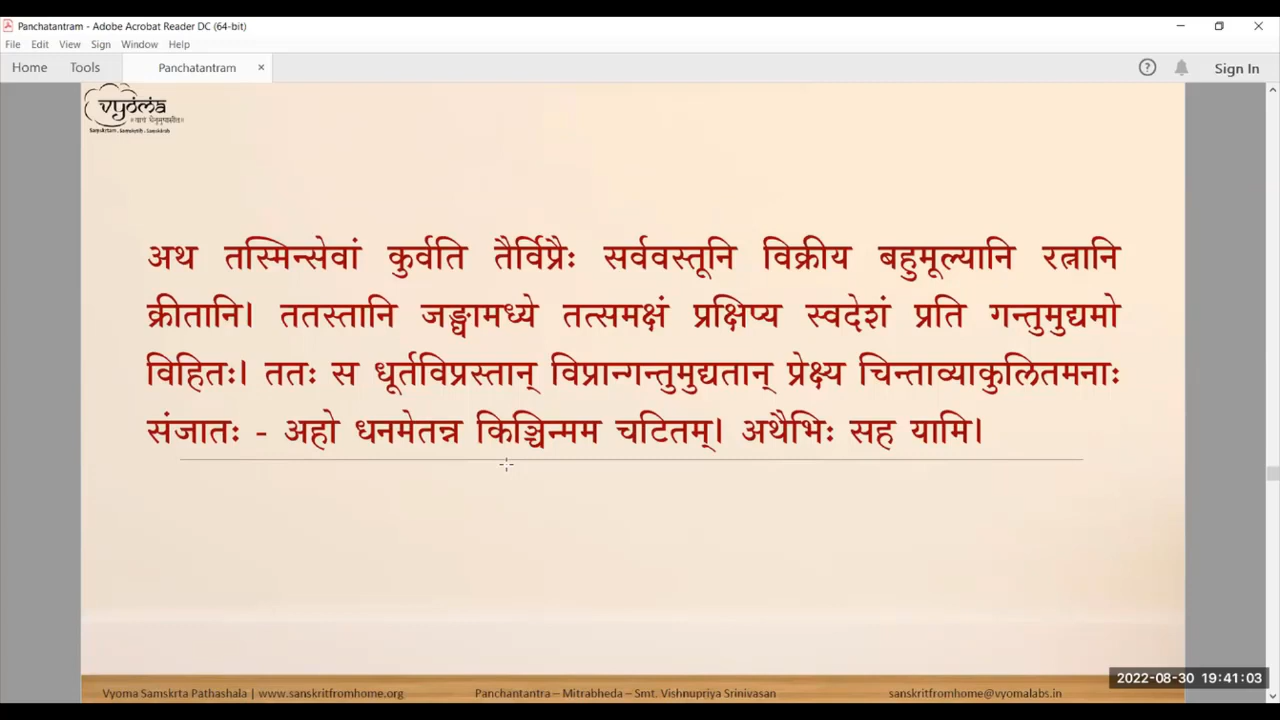 Panchatantram - Adobe Acrobat Reader DC (64-bit)
File Edit View Sign Window Help
Home Tools Panchatantram × Sign In
vyoma
॥ वाचं धेनुमुपासीत॥
Samskrtam . Samskriti . Samskarah
अथ तस्मिन्सेवां कुर्वति तैर्विप्रैः सर्ववस्तूनि विक्रीय बहुमूल्यानि रत्नानि
क्रीतानि। ततस्तानि जङ्घामध्ये तत्समक्षं प्रक्षिप्य स्वदेशं प्रति गन्तुमुद्यमो
विहितः। ततः स धूर्तविप्रस्तान् विप्रान्गन्तुमुद्यतान् प्रेक्ष्य चिन्ताव्याकुलितमनाः
संजातः - अहो धनमेतन्न किञ्चिन्मम चटितम्। अथैभिः सह यामि।
2022-08-30 19:41:03
Vyoma Samskrta Pathashala | www.sanskritfromhome.org Panchantantra – Mitrabheda – Smt. Vishnupriya Srinivasan sanskritfromhome@vyomalabs.in